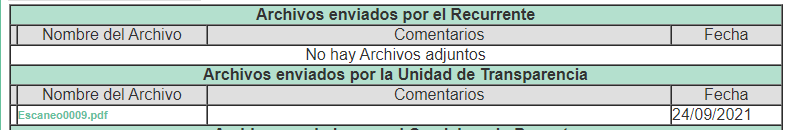 Archivos enviados por el Recurrente
Nombre del Archivo Comentarios Fecha
No hay Archivos adjuntos
Archivos enviados por la Unidad de Transparencia
Nombre del Archivo Comentarios Fecha
Escaneo0009.pdf 24/09/2021